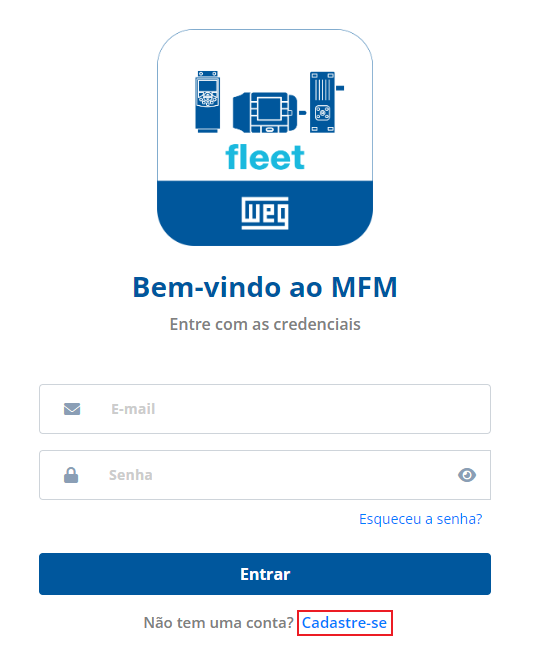 fleet
weg
Bem-vindo ao MFM
Entre com as credenciais
E-mail
Senha
Esqueceu a senha?
Entrar
Não tem uma conta? Cadastre-se